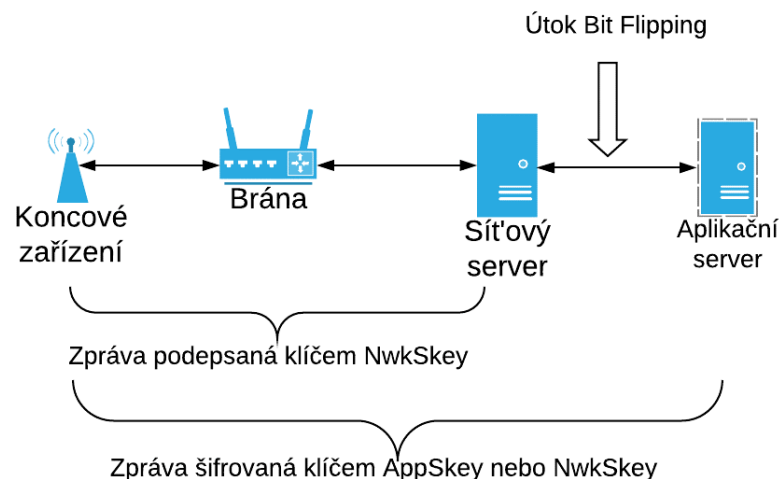 Útok Bit Flipping
Koncové
zařízení
Brána
Síťový
server
Aplikační
server
Zpráva podepsaná klíčem NwkSkey
Zpráva šifrovaná klíčem AppSkey nebo NwkSkey